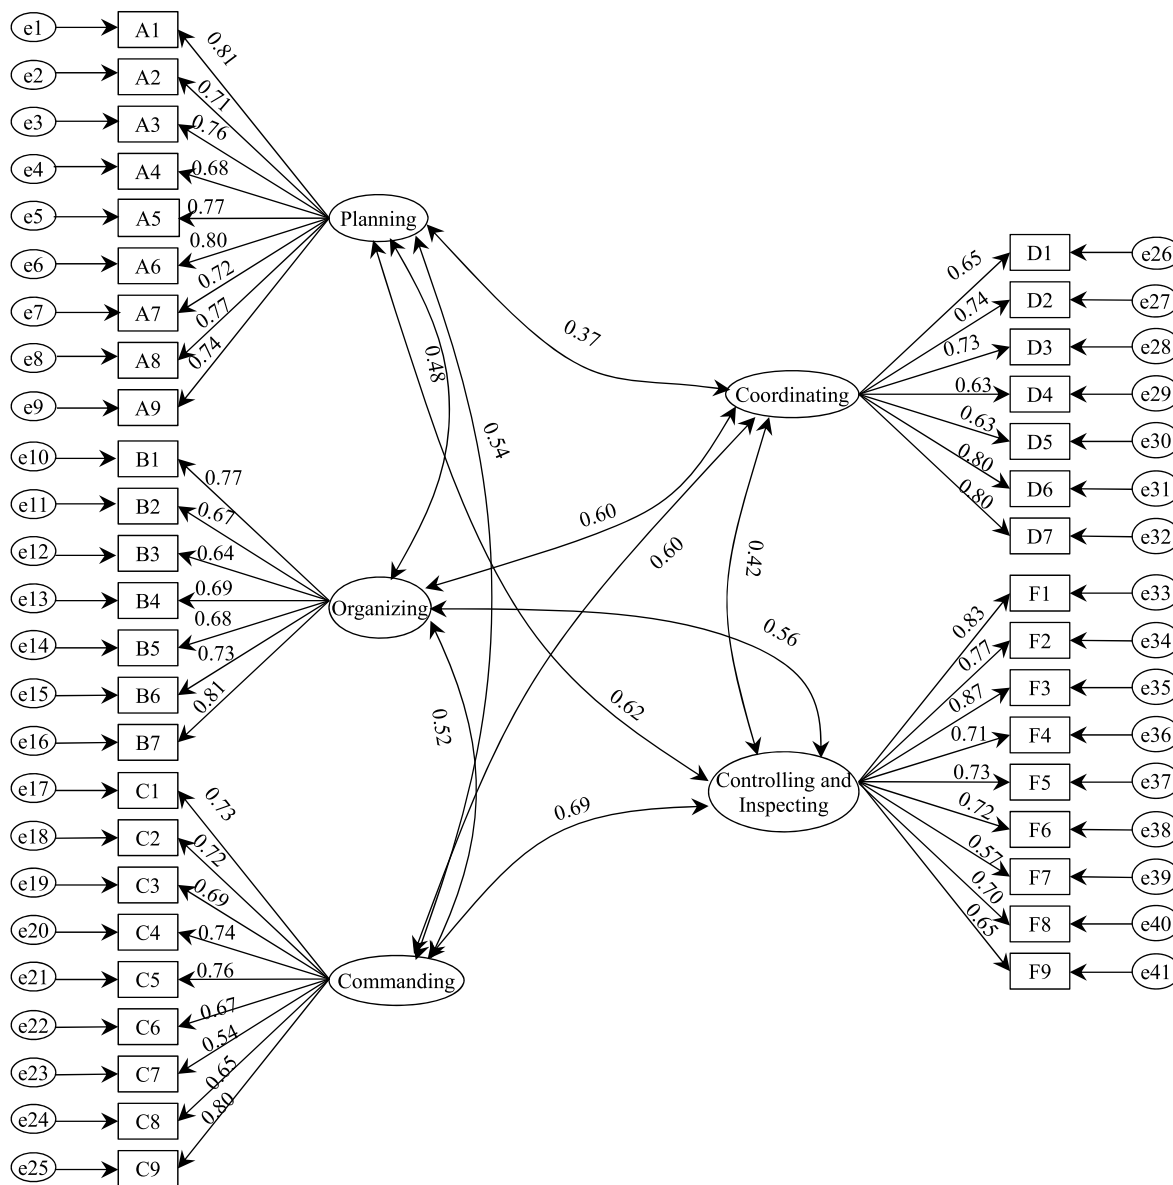 e1 A1 0.81
e2 A2 0.71
e3 A3 0.76
e4 A4 0.68
e5 A5 0.77
e6 A6 0.80
e7 A7 0.72
e8 A8 0.77
e9 A9 0.74
Planning
e10 B1 0.77
e11 B2 0.67
e12 B3 0.64
e13 B4 0.69
e14 B5 0.68
e15 B6 0.73
e16 B7 0.81
Organizing
e17 C1 0.73
e18 C2 0.72
e19 C3 0.69
e20 C4 0.74
e21 C5 0.76
e22 C6 0.67
e23 C7 0.54
e24 C8 0.65
e25 C9 0.80
Commanding
0.37
0.48
0.54
0.60
0.60
0.42
0.56
0.62
0.52
0.69
Coordinating
0.65 D1 e26
0.74 D2 e27
0.73 D3 e28
0.63 D4 e29
0.63 D5 e30
0.80 D6 e31
0.80 D7 e32
Controlling and
Inspecting
0.83 F1 e33
0.77 F2 e34
0.87 F3 e35
0.71 F4 e36
0.73 F5 e37
0.72 F6 e38
0.57 F7 e39
0.70 F8 e40
0.65 F9 e41